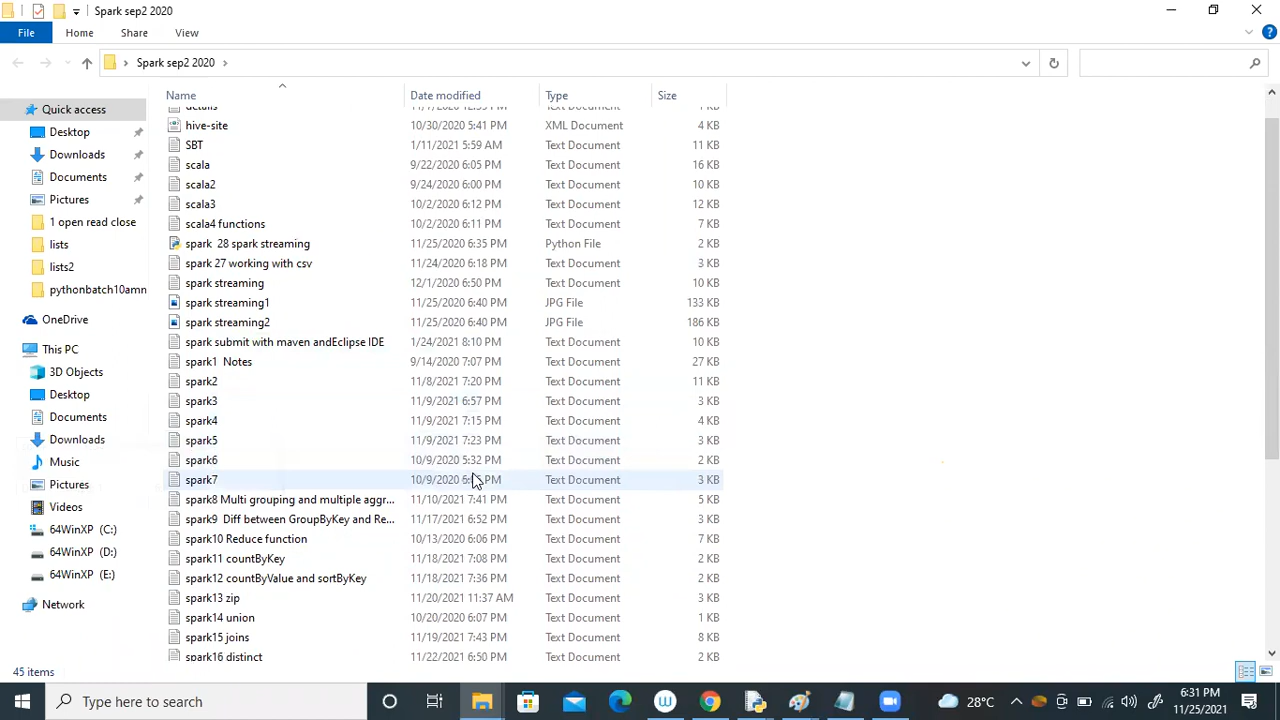 Spark sep2 2020
File Home Share View
Spark sep2 2020
Name Date modified Type Size
details
hive-site 10/30/2020 5:41 PM XML Document 4 KB
SBT 1/11/2021 5:59 AM Text Document 11 KB
scala 9/22/2020 6:05 PM Text Document 16 KB
scala2 9/24/2020 6:00 PM Text Document 10 KB
scala3 10/2/2020 6:12 PM Text Document 12 KB
scala4 functions 10/2/2020 6:11 PM Text Document 7 KB
spark 28 spark streaming 11/25/2020 6:35 PM Python File 2 KB
spark 27 working with csv 11/24/2020 6:18 PM Text Document 3 KB
spark streaming 12/1/2020 6:50 PM Text Document 10 KB
spark streaming1 11/25/2020 6:40 PM JPG File 133 KB
spark streaming2 11/25/2020 6:40 PM JPG File 186 KB
spark submit with maven andEclipse IDE 1/24/2021 8:10 PM Text Document 10 KB
spark1 Notes 9/14/2020 7:07 PM Text Document 27 KB
spark2 11/8/2021 7:20 PM Text Document 11 KB
spark3 11/9/2021 6:57 PM Text Document 3 KB
spark4 11/9/2021 7:15 PM Text Document 4 KB
spark5 11/9/2021 7:23 PM Text Document 3 KB
spark6 10/9/2020 5:32 PM Text Document 2 KB
spark7 10/9/2020 PM Text Document 3 KB
spark8 Multi grouping and multiple aggr... 11/10/2021 7:41 PM Text Document 5 KB
spark9 Diff between GroupByKey and Re... 11/17/2021 6:52 PM Text Document 3 KB
spark10 Reduce function 10/13/2020 6:06 PM Text Document 7 KB
spark11 countByKey 11/18/2021 7:08 PM Text Document 2 KB
spark12 countByValue and sortByKey 11/18/2021 7:36 PM Text Document 2 KB
spark13 zip 11/20/2021 11:37 AM Text Document 2 KB
spark14 union 10/20/2020 6:07 PM Text Document 1 KB
spark15 joins 11/19/2021 7:43 PM Text Document 8 KB
spark16 distinct 11/22/2021 6:50 PM Text Document 2 KB
Quick access
Desktop
Downloads
Documents
Pictures
1 open read close
lists
lists2
pythonbatch10amn
OneDrive
This PC
3D Objects
Desktop
Documents
Downloads
Music
Pictures
Videos
64WinXP (C:)
64WinXP (D:)
64WinXP (E:)
Network
45 items
Type here to search
28°C
6:31 PM
11/25/2021